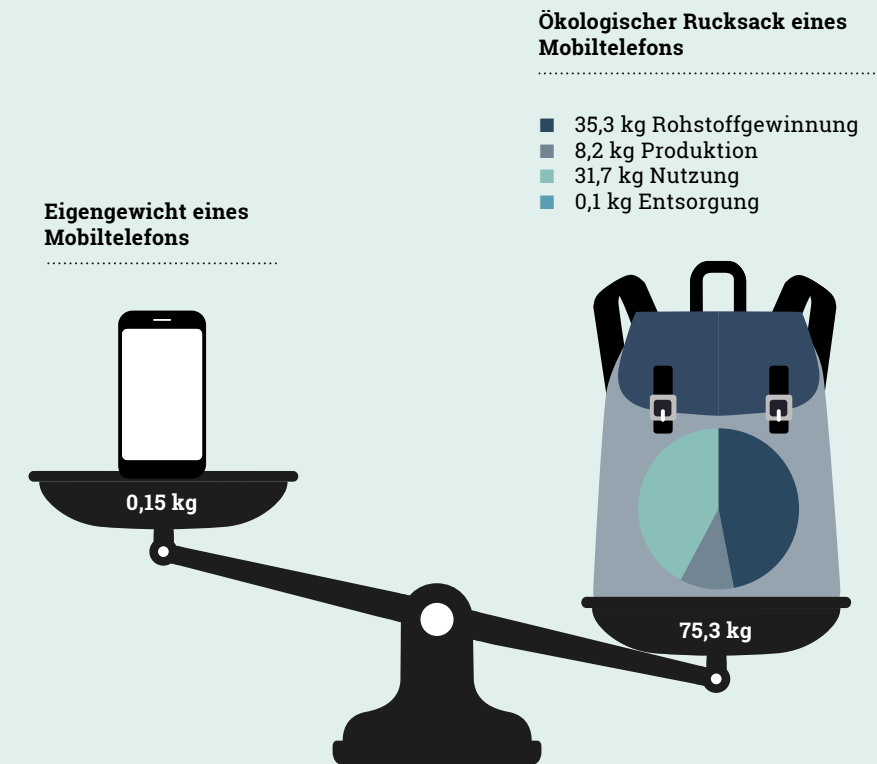 Ökologischer Rucksack eines
Mobiltelefons
35,3 kg Rohstoffgewinnung
8,2 kg Produktion
31,7 kg Nutzung
0,1 kg Entsorgung
Eigengewicht eines
Mobiltelefons
0,15 kg
75,3 kg